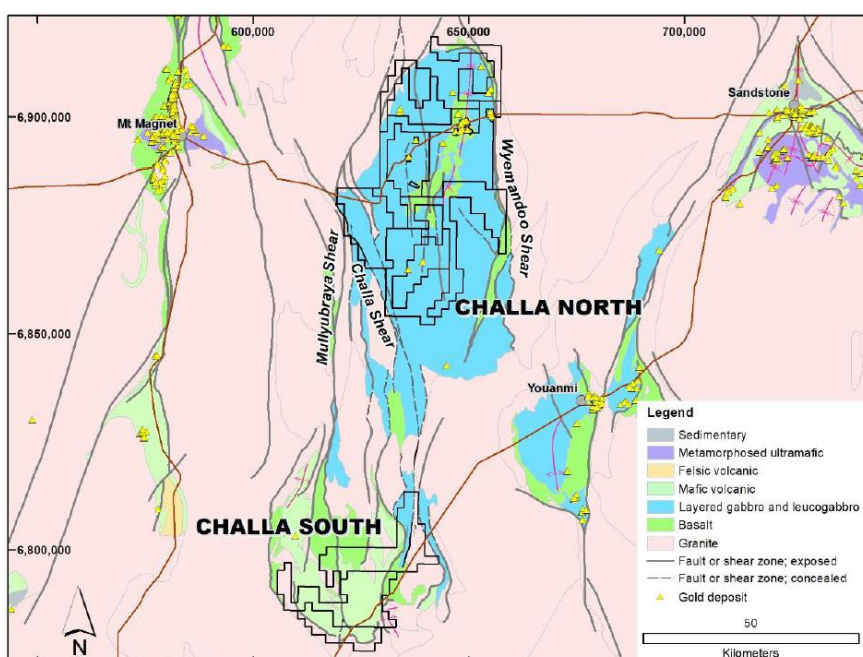 600,000
650,000
700,000
6,900,000
Mt Magnet
Sandstone
Wyemandoo Shear
Mullyubraya Shear
Challa Shear
6,850,000
CHALLA NORTH
Youanmi
CHALLA SOUTH
6,800,000
N
Legend
Sedimentary
Metamorphosed ultramafic
Felsic volcanic
Mafic volcanic
Layered gabbro and leucogabbro
Basalt
Granite
Fault or shear zone; exposed
Fault or shear zone; concealed
Gold deposit
50
Kilometers